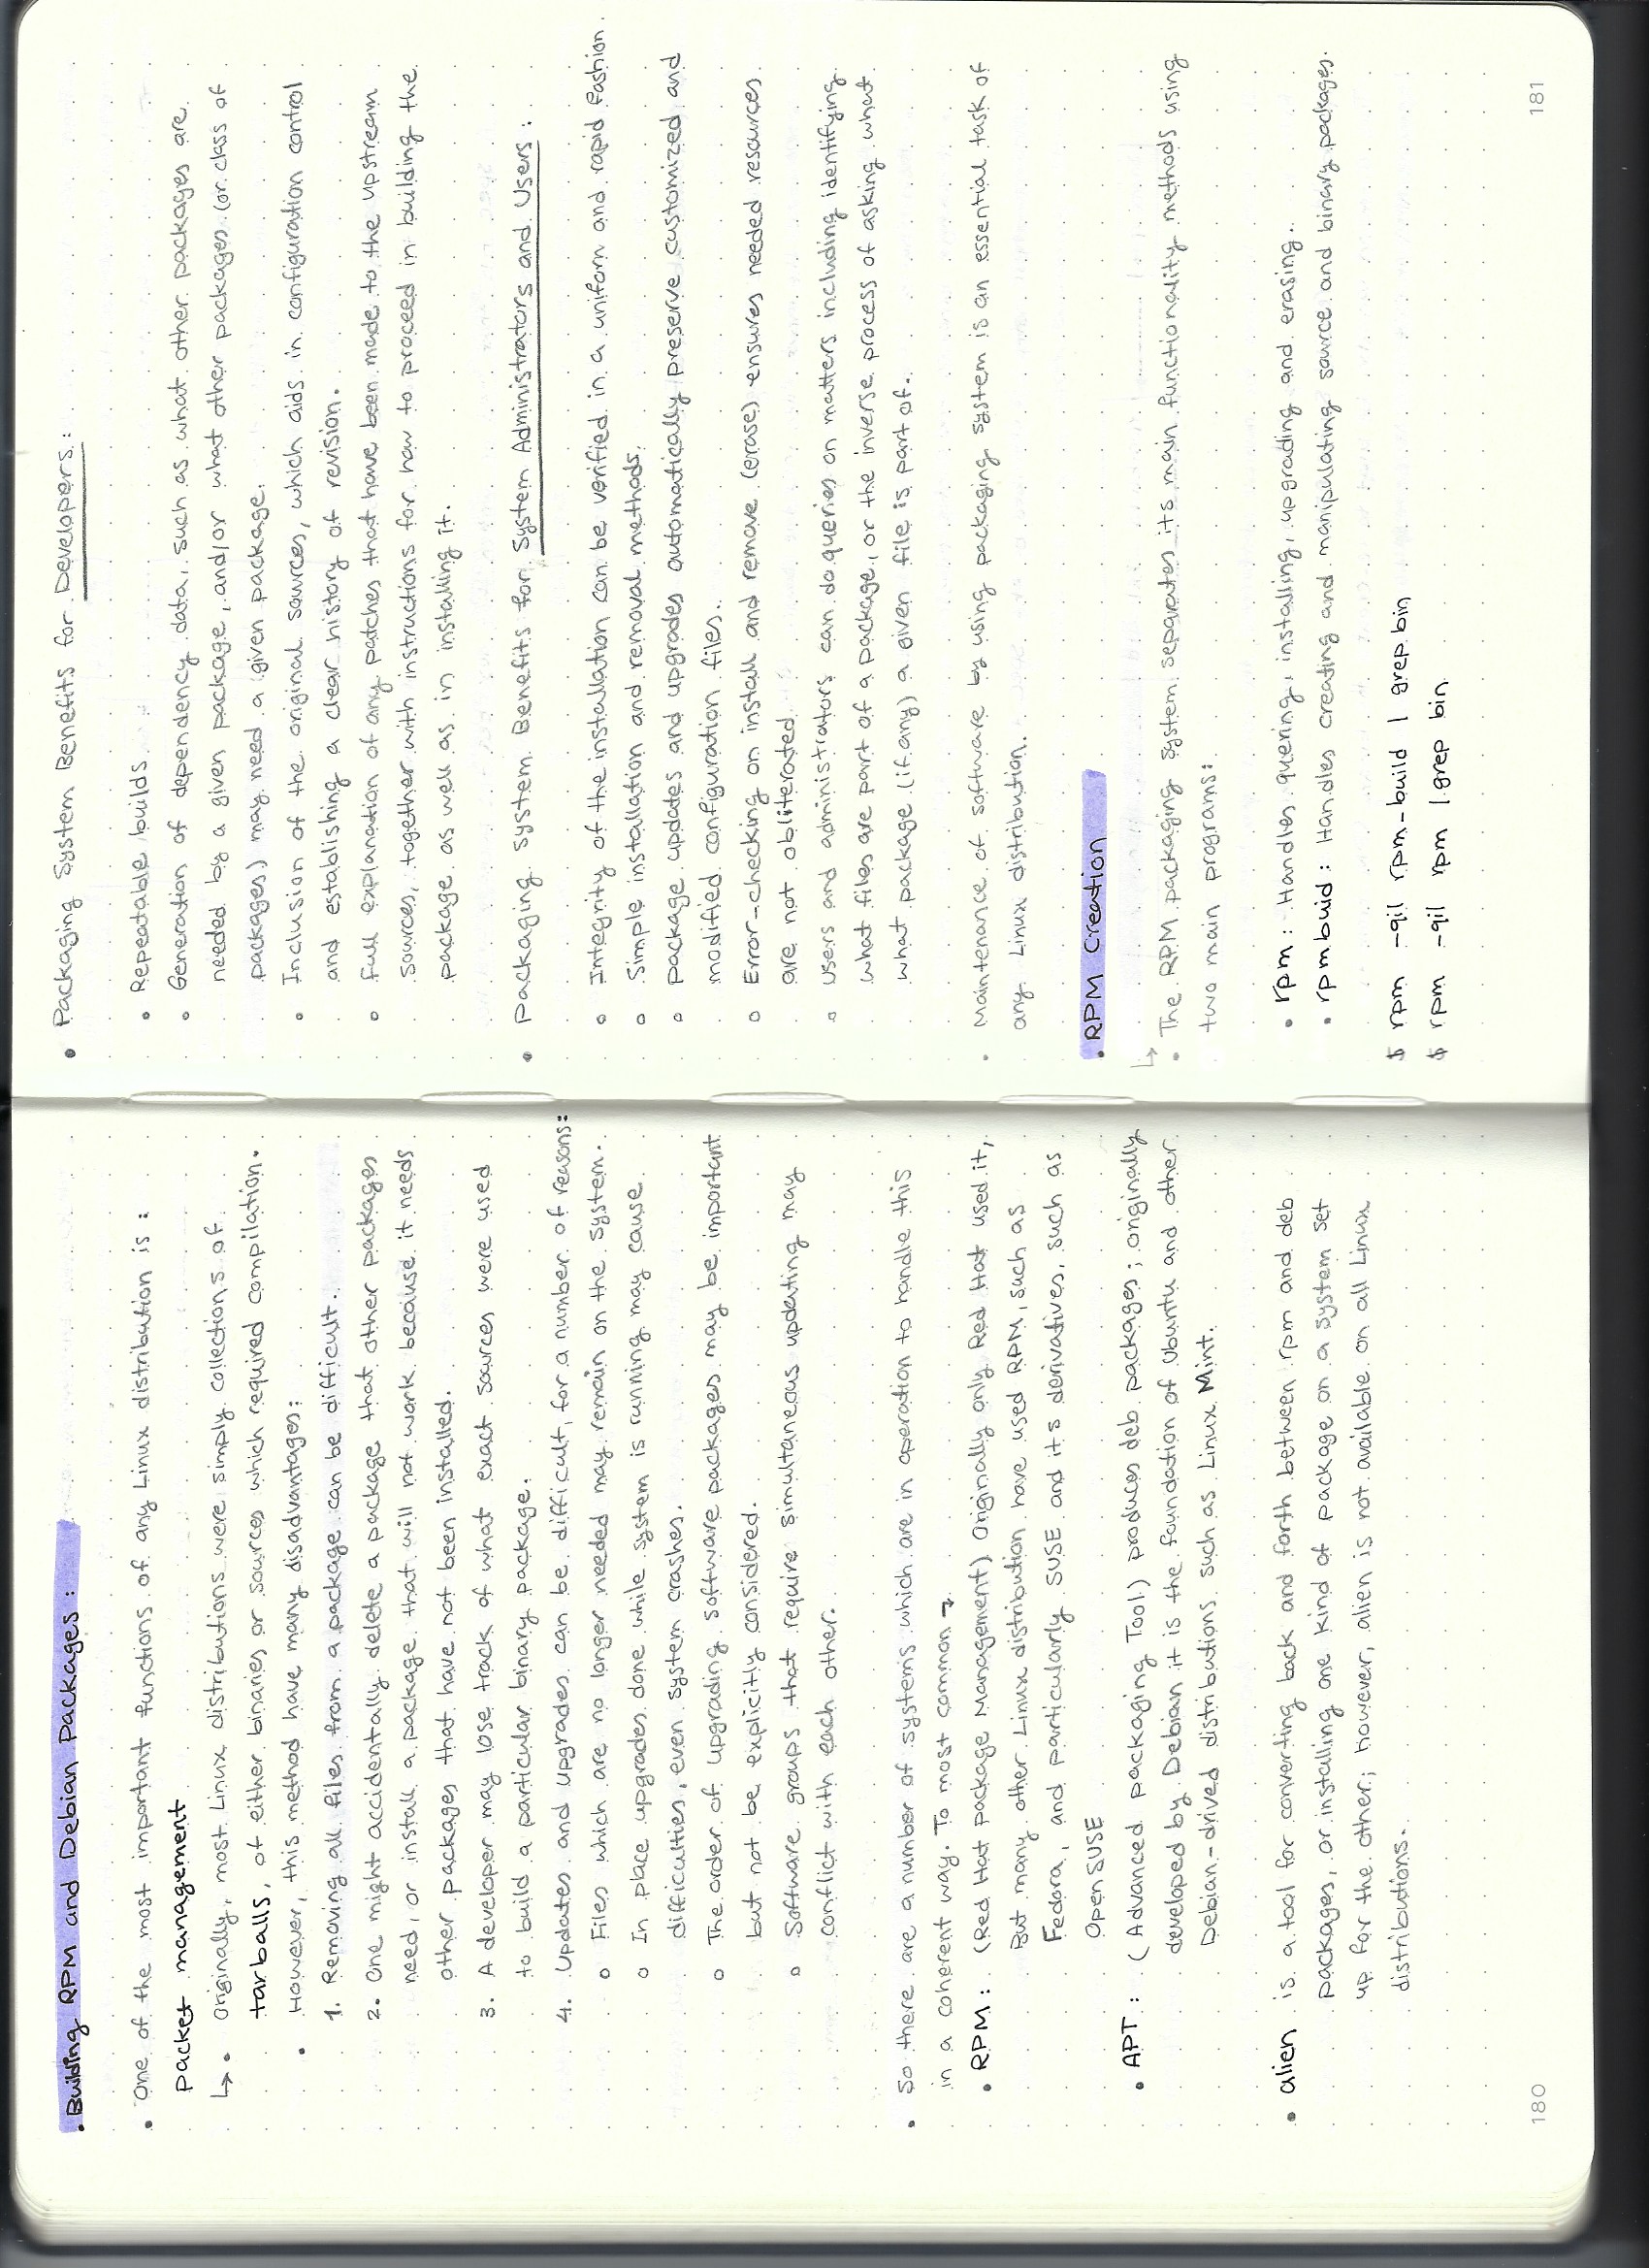 • Building RPM and Debian Packages :
• One of the most important functions of any Linux distribution is :
packet management
↳ • Originally, most Linux distributions were simply collections of
tarballs, of either binaries or sources which required compilation.
• However, this method have many disadvantages:
1. Removing all files from a package can be difficult.
2. One might accidentally delete a package that other packages
need, or install a package that will not work because it needs
other packages that have not been installed.
3. A developer may lose track of what exact sources were used
to build a particular binary package.
4. Updates and upgrades can be difficult, for a number of reasons:
○ Files which are no longer needed may remain on the system.
○ In place upgrades done while system is running may cause
difficulties, even system crashes.
○ The order of upgrading software packages may be important
but not be explicitly considered.
○ Software groups that require simultaneous updating may
conflict with each other.
• So there are a number of systems which are in operation to handle this
in a coherent way. To most common →
• RPM : (Red Hat package Management) Originally only Red Hat used it,
But many other Linux distribution have used RPM, such as
Fedora, and particularly SUSE and its derivatives, such as
OpenSUSE
• APT : (Advanced packaging Tool) produces deb packages; originally
developed by Debian it is the foundation of Ubuntu and other
Debian-drived distributions such as Linux Mint.
• alien is a tool for converting back and forth between rpm and deb
packages, or installing one kind of package on a system set
up for the other; however, alien is not available on all Linux
distributions.
180
• Packaging System Benefits for Developers:
• Repeatable builds
• Generation of dependency data, such as what other packages are
needed by a given package, and/or what other packages (or class of
packages) may need a given package.
• Inclusion of the original sources, which aids in configuration control
and establishing a clear history of revision.
○ full explanation of any patches that have been made to the upstream
sources, together with instructions for how to proceed in building the
package as well as in installing it.
• packaging System Benefits for System Administrators and Users :
○ Integrity of the installation can be verified in a uniform and rapid fashion.
○ Simple installation and removal methods.
○ package updates and upgrades automatically preserve customized and
modified configuration files.
○ Error-checking on install and remove (erase) ensures needed resources
are not obliterated
○ users and administrators can do queries on matters including identifying
what files are part of a package, or the inverse process of asking what
what package (if any) a given file is part of.
• Maintenance of software by using packaging system is an essential task of
any Linux distribution.
• RPM Creation
↳
• The RPM packaging system separates its main functionality methods using
two main programs:
• rpm : Handles quering, installing, upgrading and erasing.
• rpmbuid : Handles creating and manipulating source and binary packages.
$ rpm -qil rpm-build | grep bin
$ rpm -qil rpm | grep bin
181